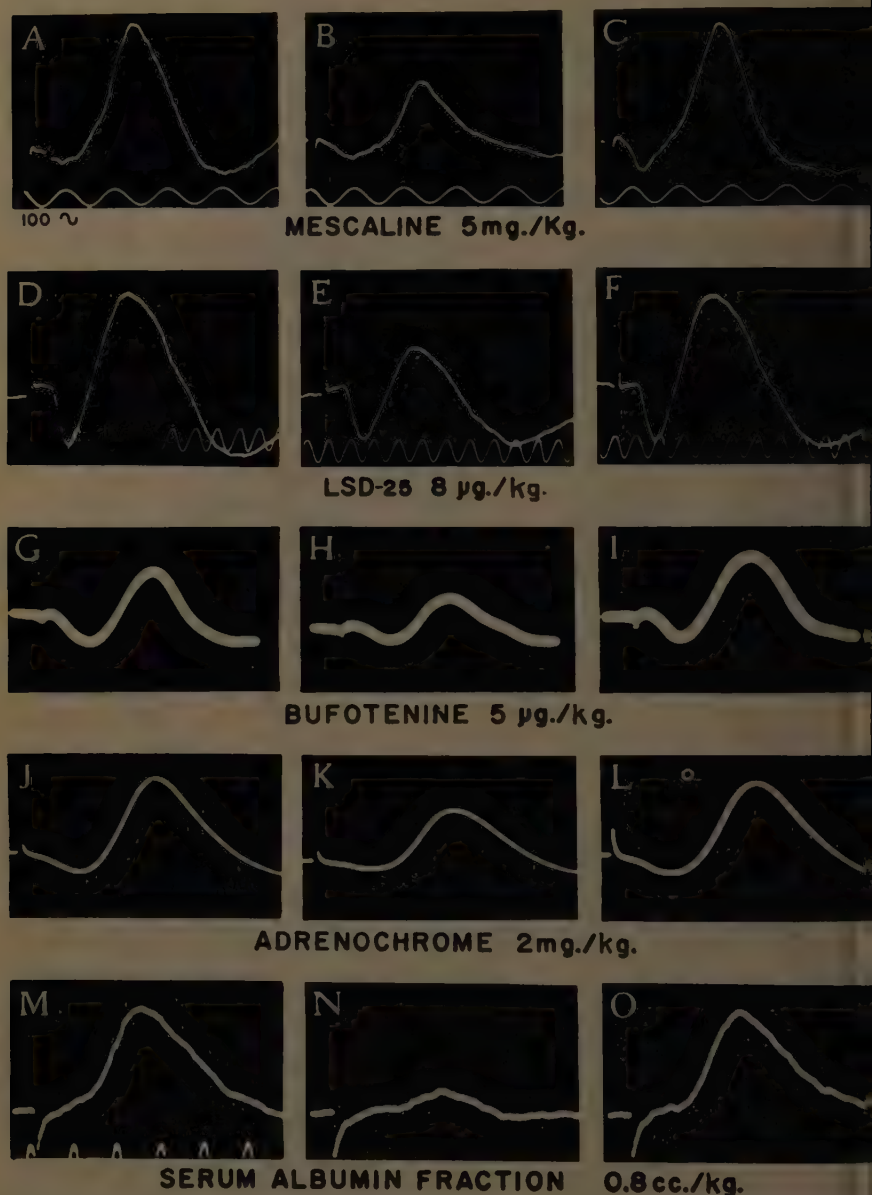 A B C
100 ~
MESCALINE 5mg./Kg.
D E F
LSD-25 8 µg./kg.
G H I
BUFOTENINE 5 µg./kg.
J K L
ADRENOCHROME 2mg./kg.
M N O
SERUM ALBUMIN FRACTION 0.8cc./kg.